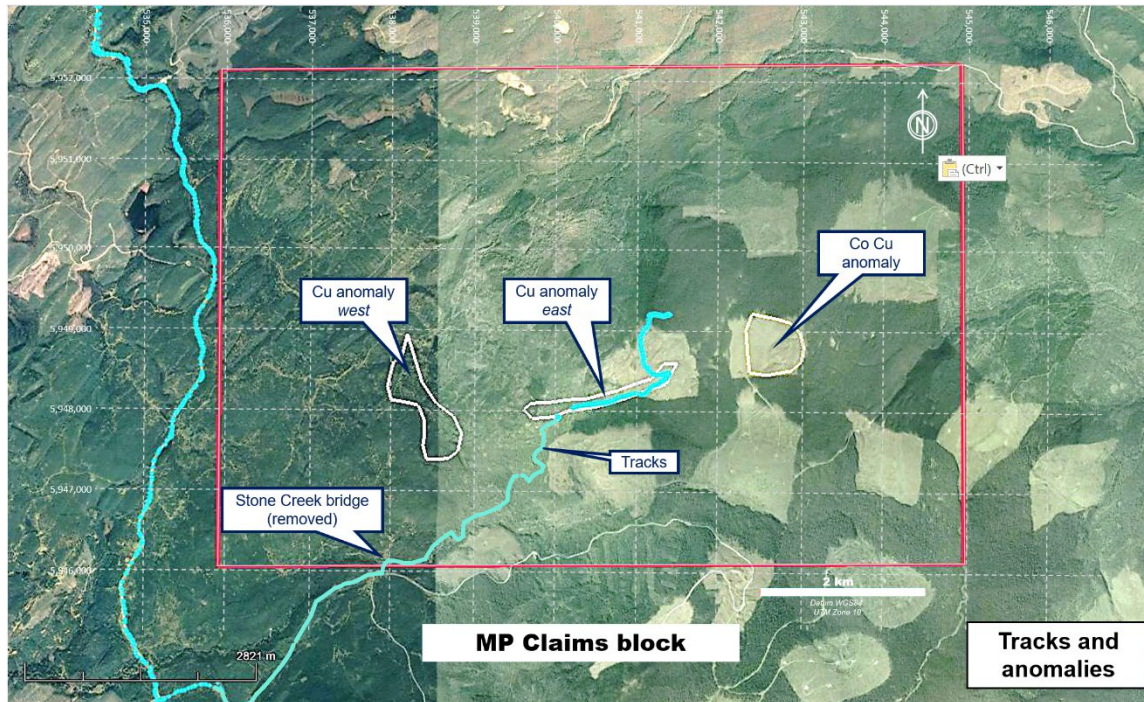 535,000
536,000
537,000
538,000
539,000
540,000
541,000
542,000
543,000
544,000
545,000
546,000
5,952,000
N
5,951,000
(Ctrl)
5,950,000
Co Cu
anomaly
Cu anomaly
west
Cu anomaly
east
5,949,000
5,948,000
Tracks
5,947,000
Stone Creek bridge
(removed)
5,946,000
2 km
Datum WGS84
UTM Zone 10
MP Claims block
Tracks and
anomalies
2821 m